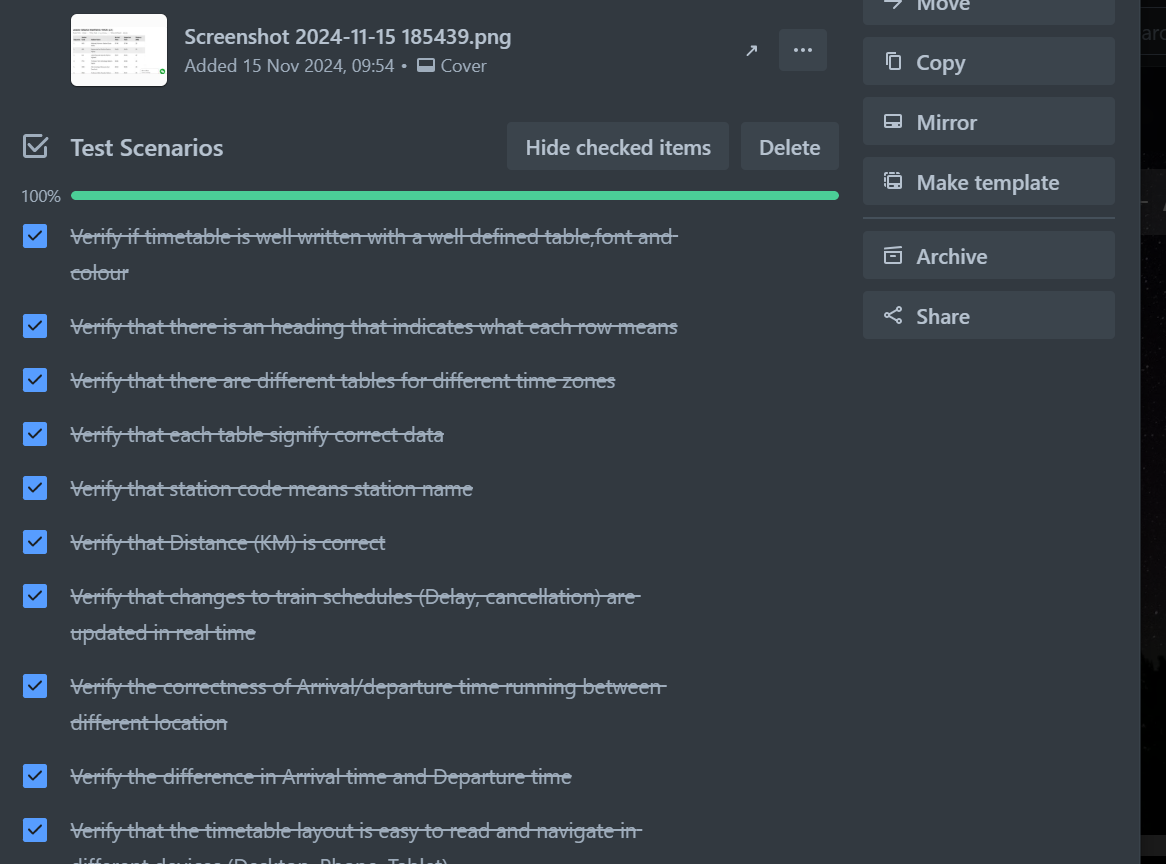 Screenshot 2024-11-15 185439.png
Added 15 Nov 2024, 09:54 • Cover
Move
Copy
Mirror
Make template
Archive
Share
Test Scenarios
Hide checked items
Delete
100%
Verify if timetable is well written with a well defined table,font and
colour
Verify that there is an heading that indicates what each row means
Verify that there are different tables for different time zones
Verify that each table signify correct data
Verify that station code means station name
Verify that Distance (KM) is correct
Verify that changes to train schedules (Delay, cancellation) are
updated in real time
Verify the correctness of Arrival/departure time running between
different location
Verify the difference in Arrival time and Departure time
Verify that the timetable layout is easy to read and navigate in
different devices (Desktop, Phone, Tablet)